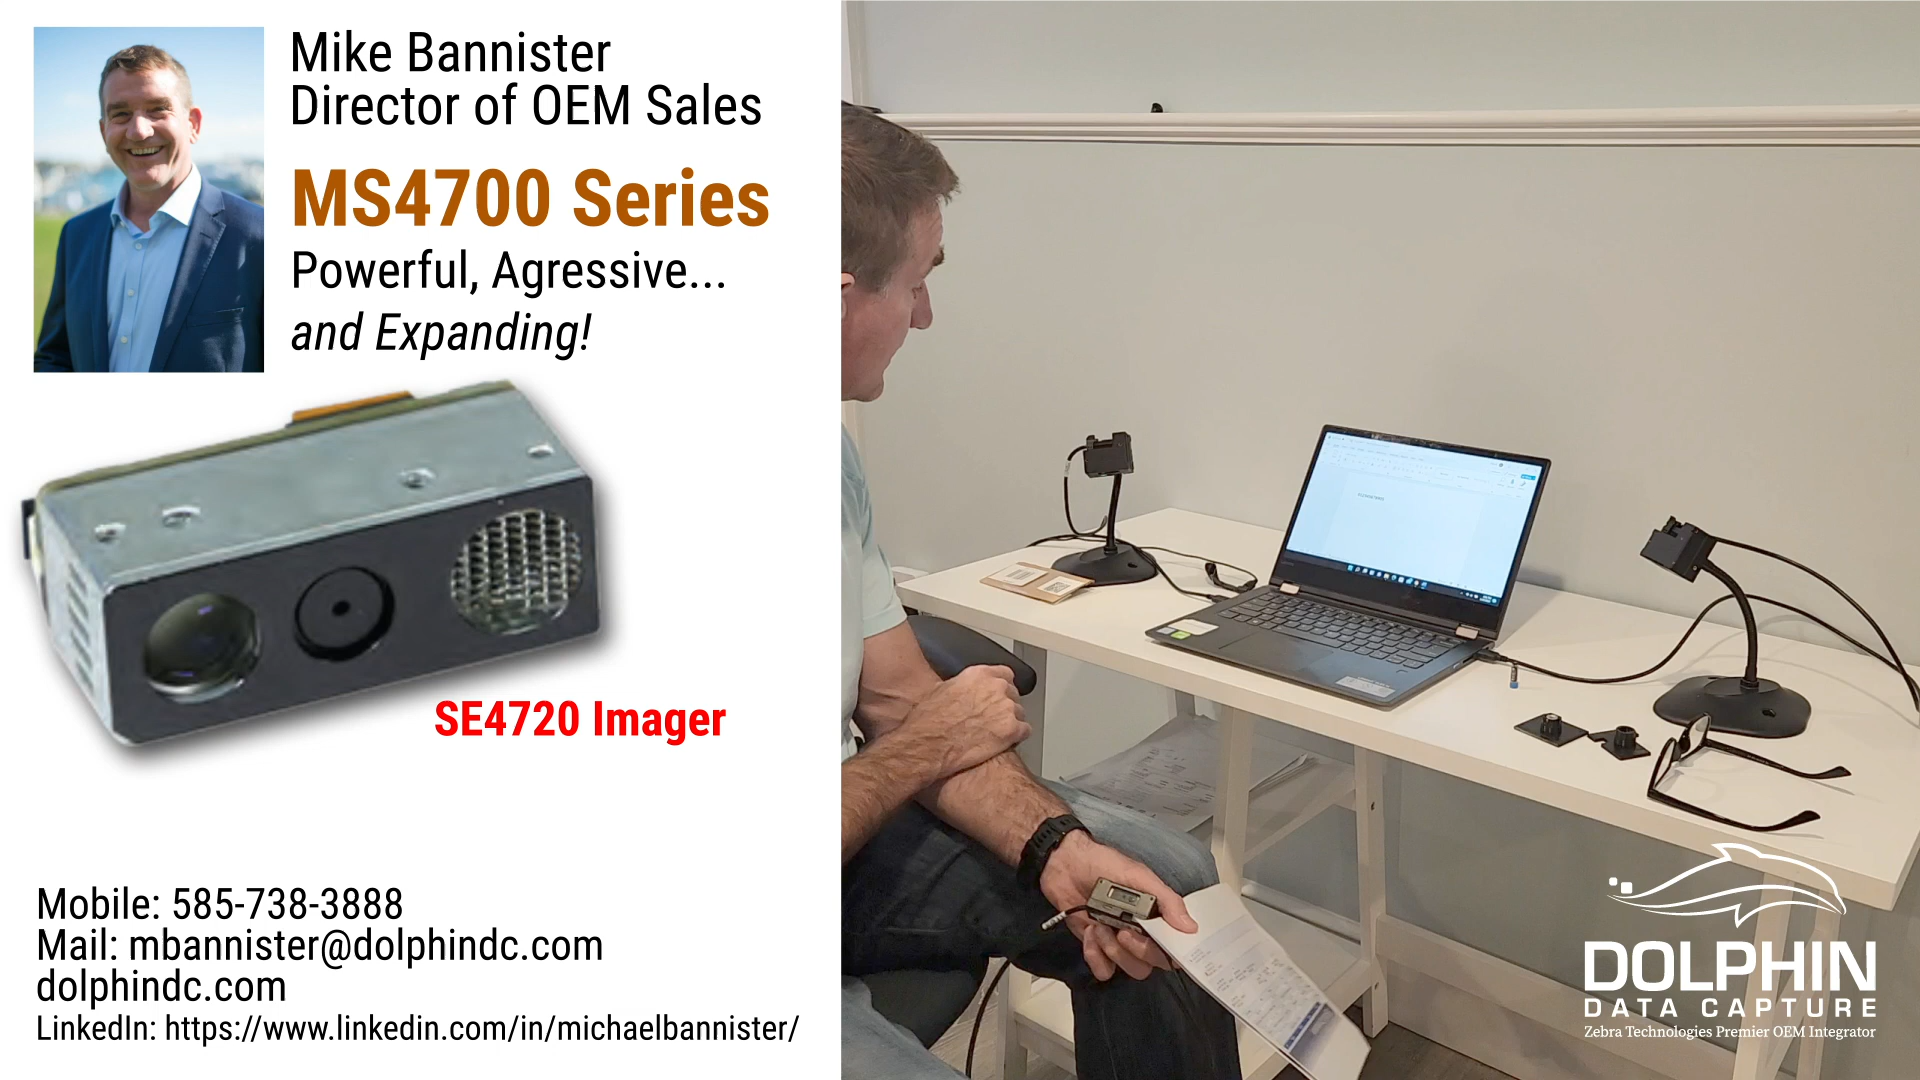 Mike Bannister
Director of OEM Sales
MS4700 Series
Powerful, Agressive...
and Expanding!
SE4720 Imager
Mobile: 585-738-3888
Mail: mbannister@dolphindc.com
dolphindc.com
LinkedIn: https://www.linkedin.com/in/michaelbannister/
DOLPHIN
DATA CAPTURE
Zebra Technologies Premier OEM Integrator